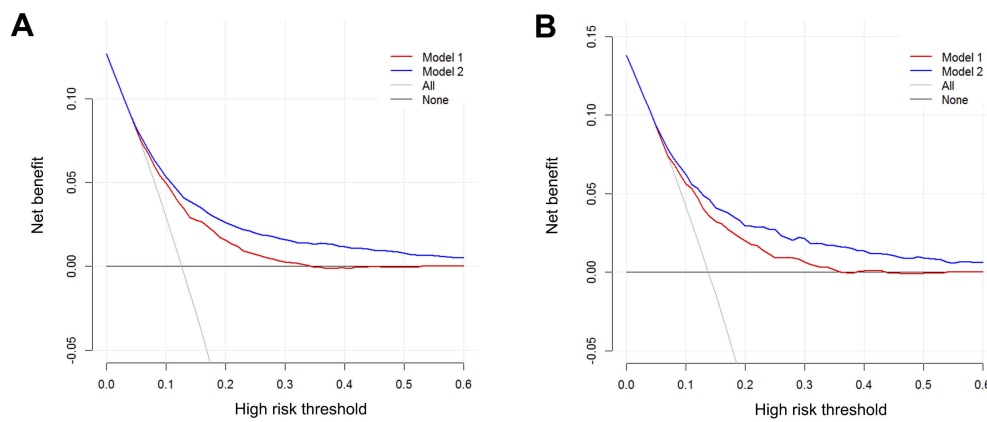 A
Model 1
Model 2
All
None
Net benefit
0.10
0.05
0.00
-0.05
0.0 0.1 0.2 0.3 0.4 0.5 0.6
High risk threshold
B
Model 1
Model 2
All
None
Net benefit
0.15
0.10
0.05
0.00
-0.05
0.0 0.1 0.2 0.3 0.4 0.5 0.6
High risk threshold